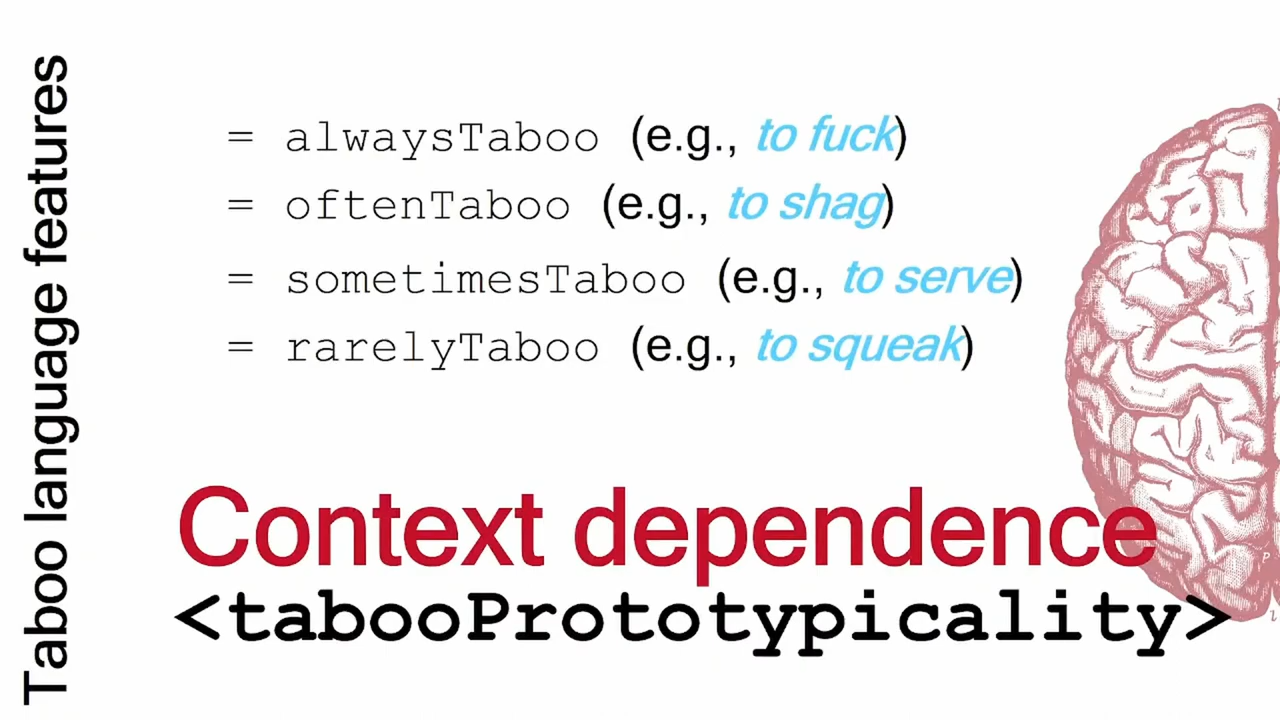 Taboo language features
= alwaysTaboo (e.g., to fuck)
= oftenTaboo (e.g., to shag)
= sometimesTaboo (e.g., to serve)
= rarelyTaboo (e.g., to squeak)
Context dependence
<tabooPrototypicality>